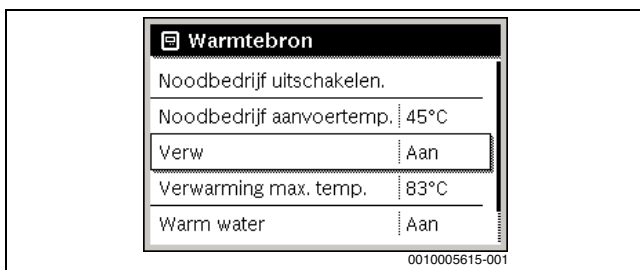 Warmtebron
Noodbedrijf uitschakelen.
Noodbedrijf aanvoertemp. 45°C
Verw Aan
Verwarming max. temp. 83°C
Warm water Aan
0010005615-001